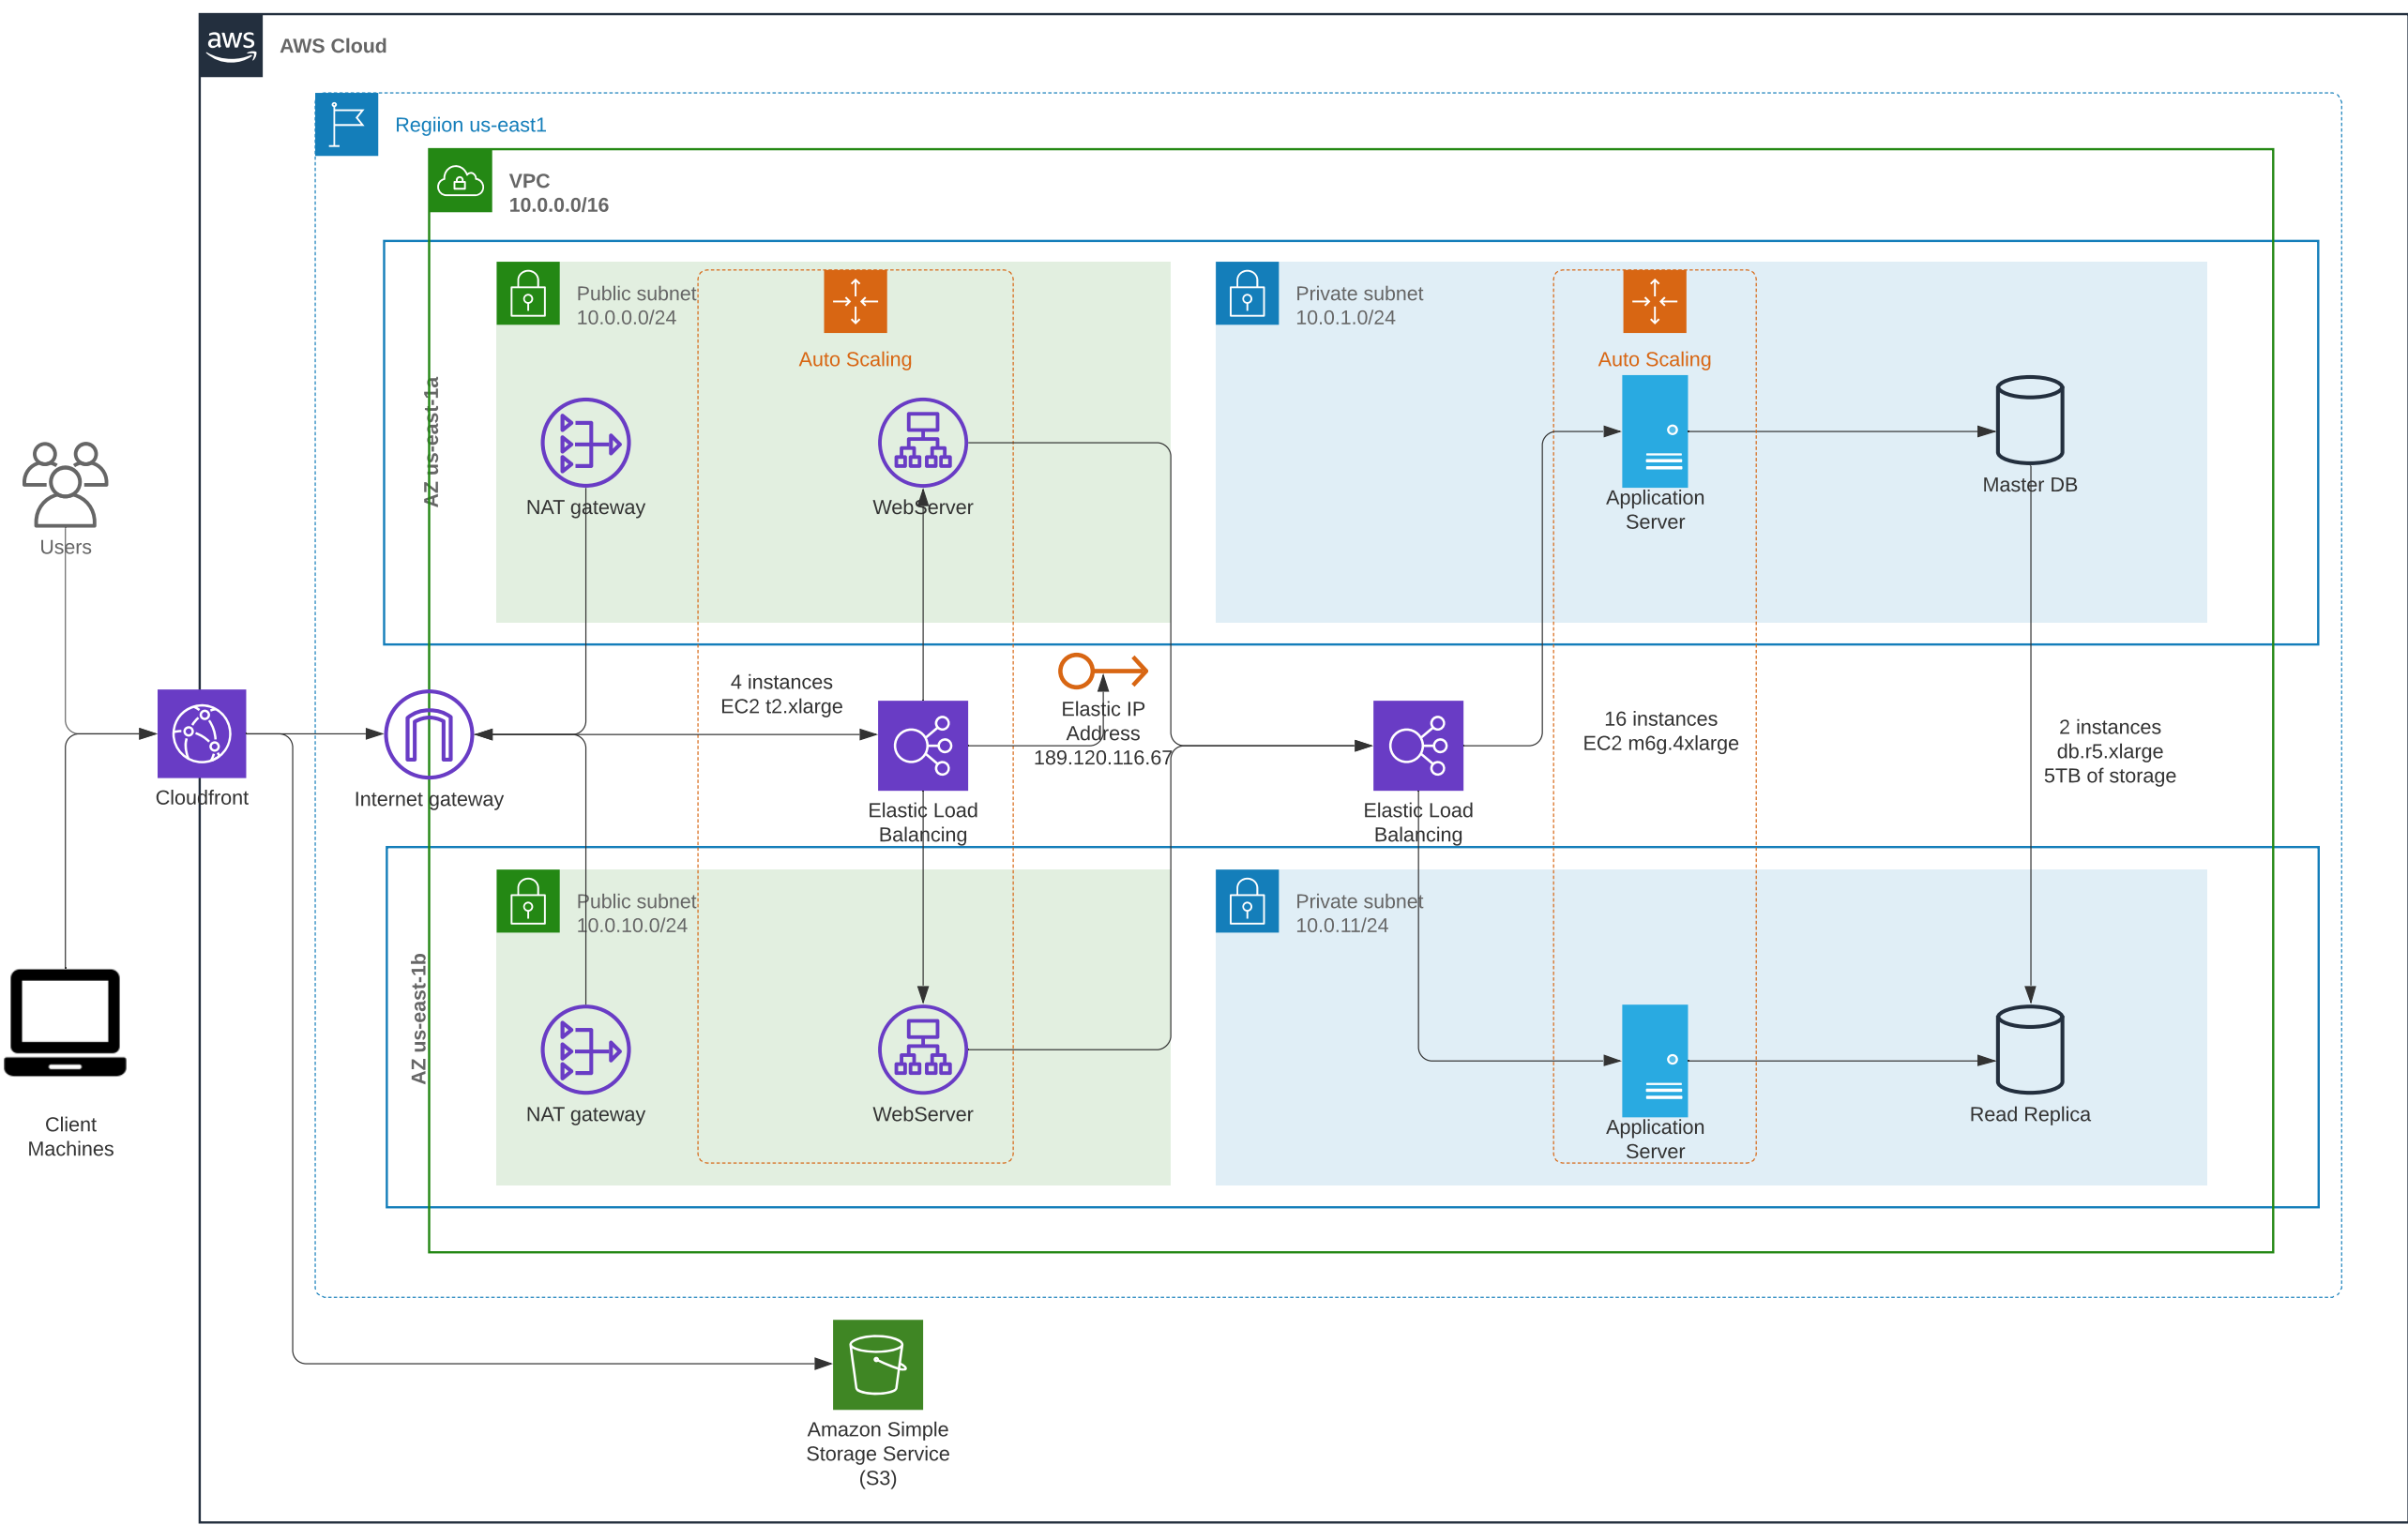 aws
AWS Cloud
Regiion us-east1
VPC
10.0.0.0/16
AZ us-east-1a
Public subnet
10.0.0.0/24
Auto Scaling
NAT gateway
WebServer
Private subnet
10.0.1.0/24
Auto Scaling
Application
Server
Master DB
Users
Cloudfront
Internet gateway
4 instances
EC2 t2.xlarge
Elastic Load
Balancing
Elastic IP
Address
189.120.116.67
Elastic Load
Balancing
16 instances
EC2 m6g.4xlarge
2 instances
db.r5.xlarge
5TB of storage
AZ us-east-1b
Public subnet
10.0.10.0/24
NAT gateway
WebServer
Private subnet
10.0.11/24
Application
Server
Read Replica
Client
Machines
Amazon Simple
Storage Service
(S3)